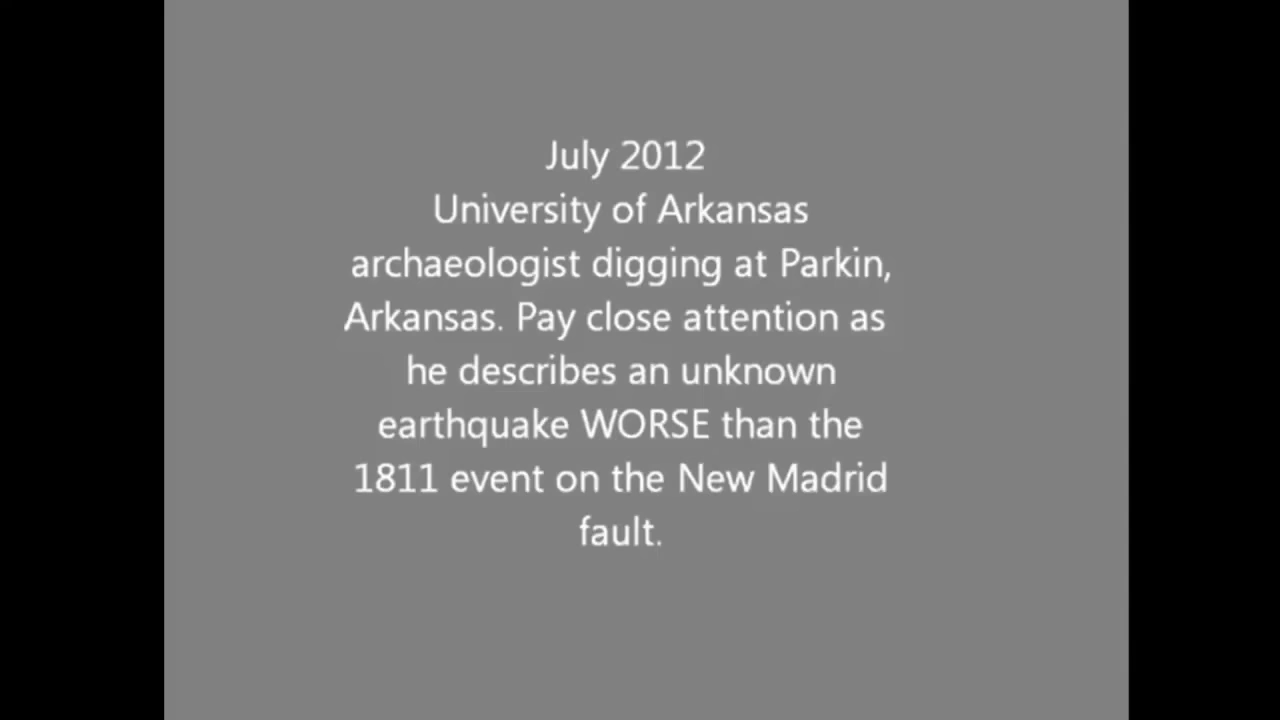 July 2012
University of Arkansas
archaeologist digging at Parkin,
Arkansas. Pay close attention as
he describes an unknown
earthquake WORSE than the
1811 event on the New Madrid
fault.